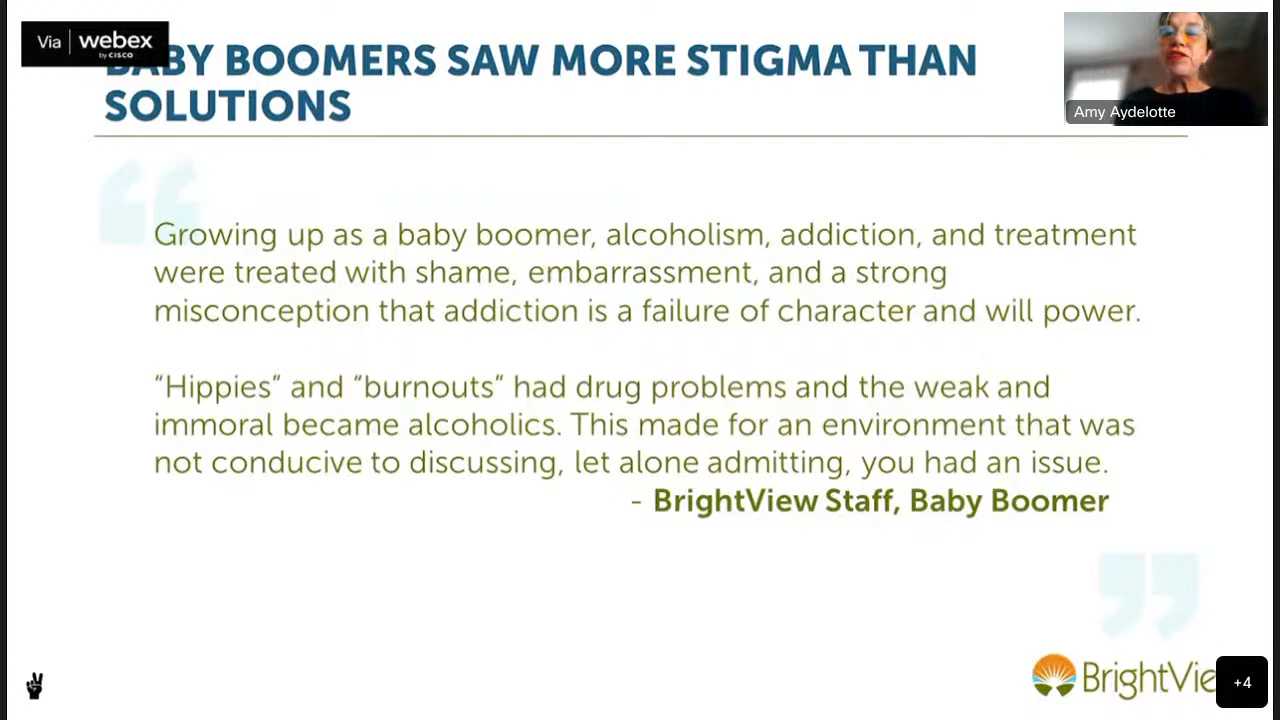 Via webex
by CISCO
BABY BOOMERS SAW MORE STIGMA THAN
SOLUTIONS
Amy Aydelotte
Growing up as a baby boomer, alcoholism, addiction, and treatment
were treated with shame, embarrassment, and a strong
misconception that addiction is a failure of character and will power.
“Hippies” and “burnouts” had drug problems and the weak and
immoral became alcoholics. This made for an environment that was
not conducive to discussing, let alone admitting, you had an issue.
- BrightView Staff, Baby Boomer
BrightVie
+4